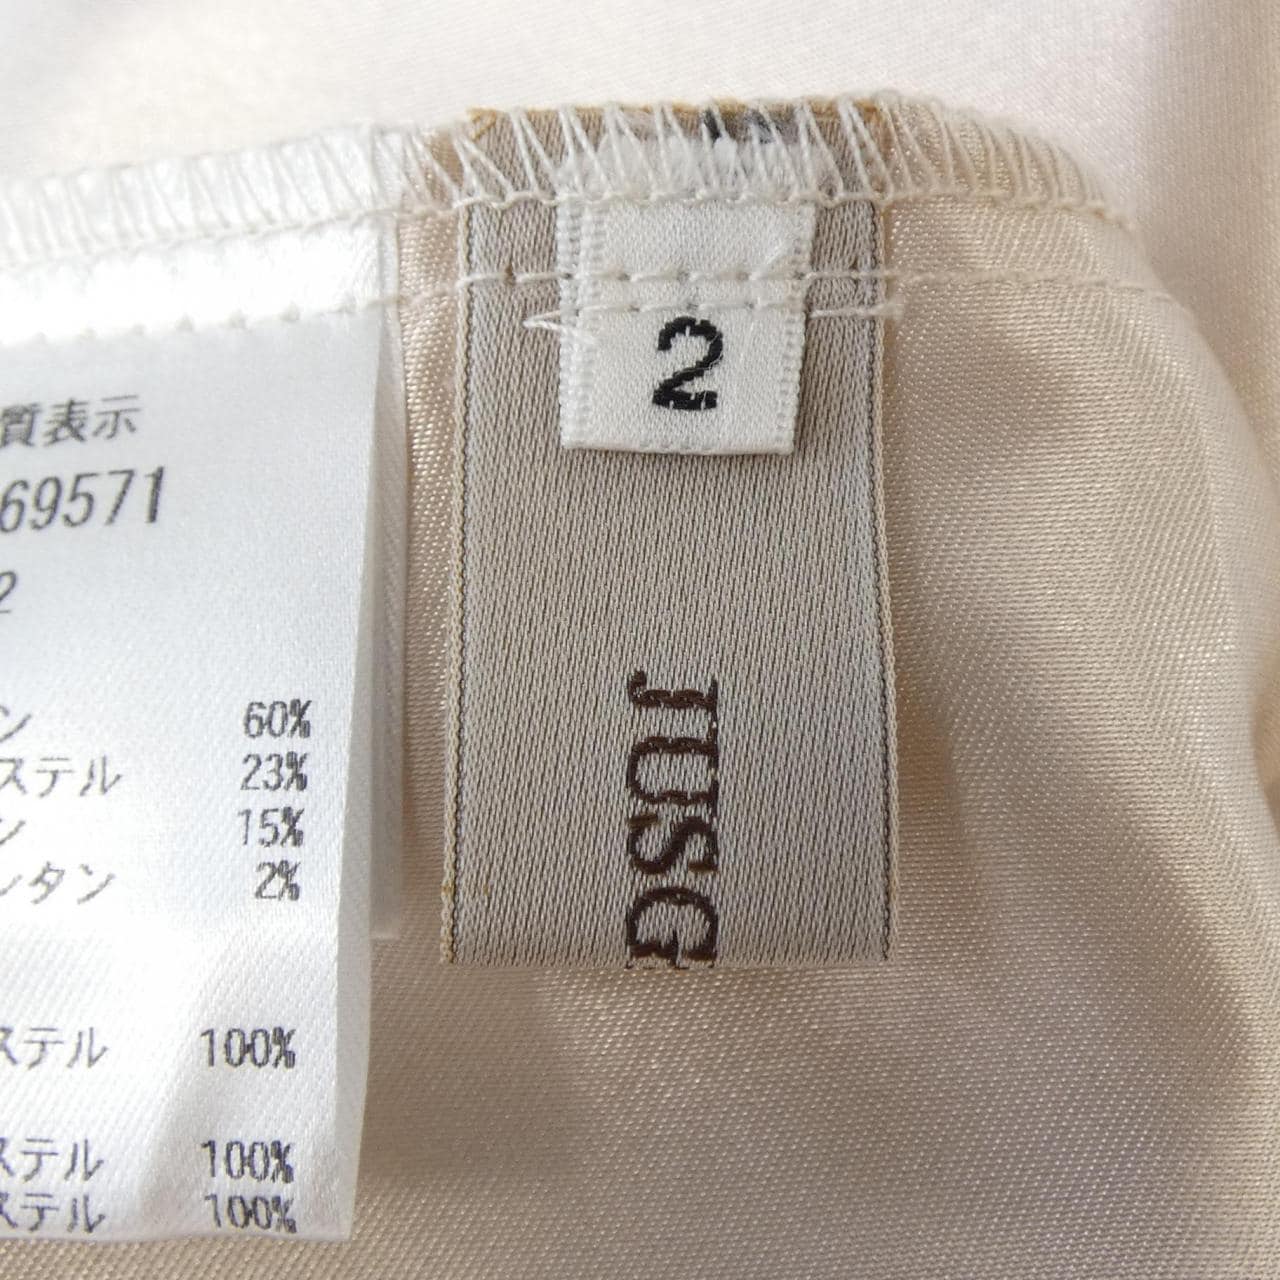 質表示
69571
2
ン 60%
ステル 23%
ン 15%
レタン 2%
ステル 100%
ステル 100%
ステル 100%
2
JUSG